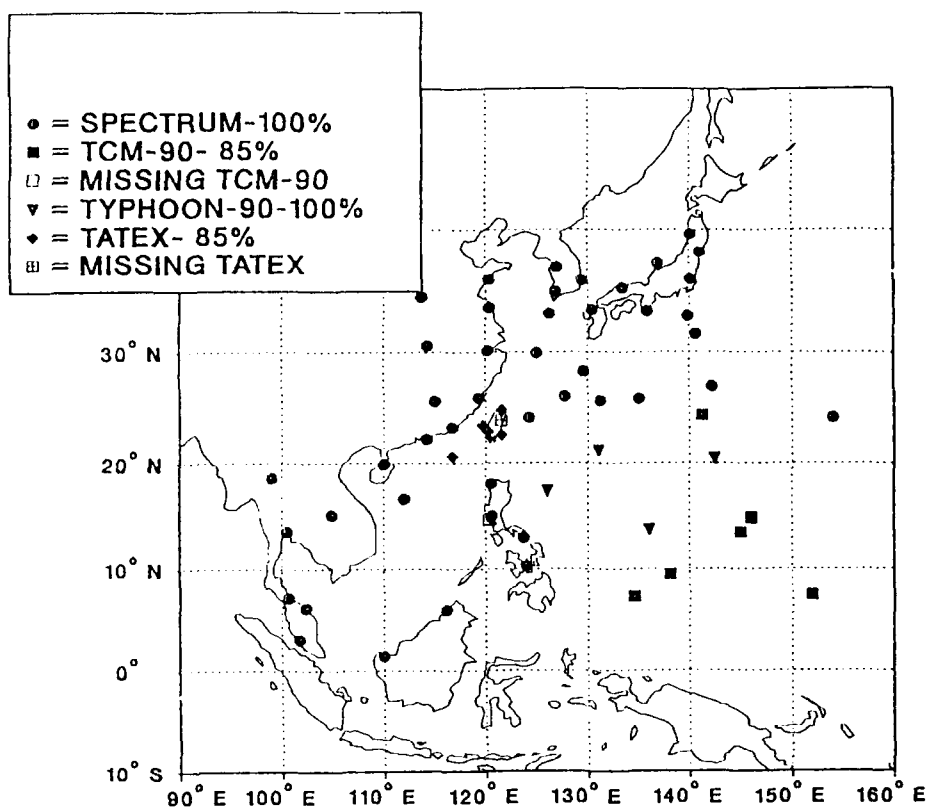 ● = SPECTRUM-100%
■ = TCM-90- 85%
□ = MISSING TCM-90
▼ = TYPHOON-90-100%
◆ = TATEX- 85%
⊞ = MISSING TATEX
30° N
20° N
10° N
0°
10° S
90° E 100° E 110° E 120° E 130° E 140° E 150° E 160° E